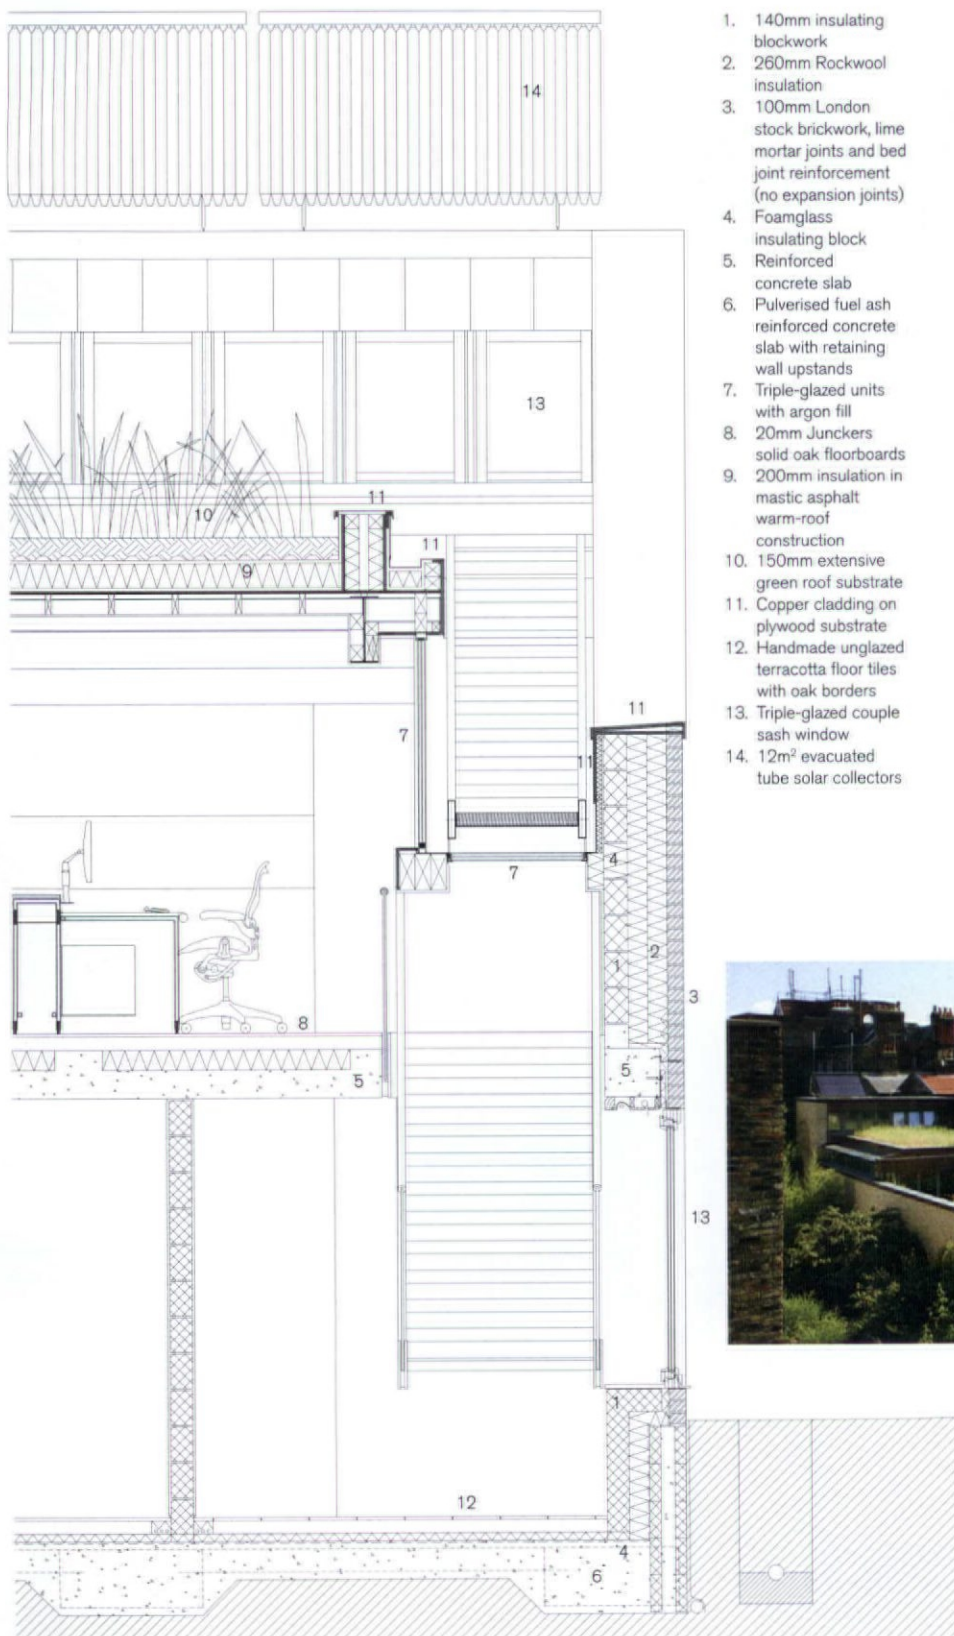 1. 140mm insulating
blockwork
2. 260mm Rockwool
insulation
3. 100mm London
stock brickwork, lime
mortar joints and bed
joint reinforcement
(no expansion joints)
4. Foamglass
insulating block
5. Reinforced
concrete slab
6. Pulverised fuel ash
reinforced concrete
slab with retaining
wall upstands
7. Triple-glazed units
with argon fill
8. 20mm Junckers
solid oak floorboards
9. 200mm insulation in
mastic asphalt
warm-roof
construction
10. 150mm extensive
green roof substrate
11. Copper cladding on
plywood substrate
12. Handmade unglazed
terracotta floor tiles
with oak borders
13. Triple-glazed couple
sash window
14. 12m² evacuated
tube solar collectors
14
13
11
10
11
9
11
7
11
7
4
2
1
3
8
5
5
13
1
12
4
6